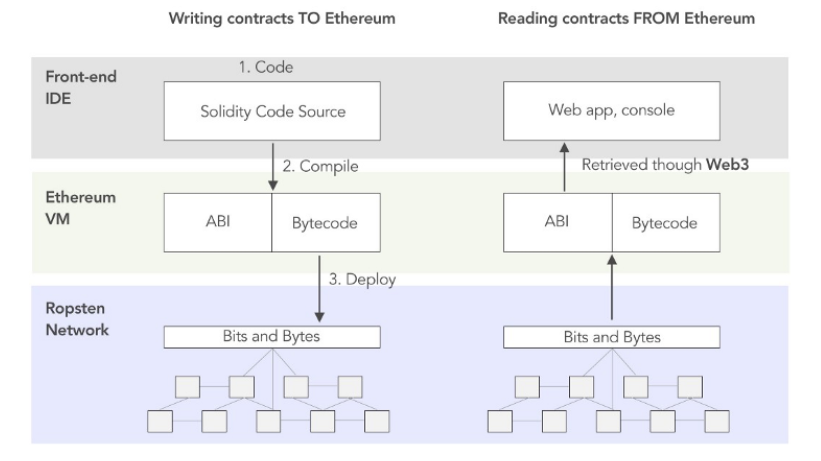 Writing contracts TO Ethereum
Reading contracts FROM Ethereum
Front-end
IDE
1. Code
Solidity Code Source
Web app, console
2. Compile
Retrieved though Web3
Ethereum
VM
ABI
Bytecode
ABI
Bytecode
3. Deploy
Ropsten
Network
Bits and Bytes
Bits and Bytes